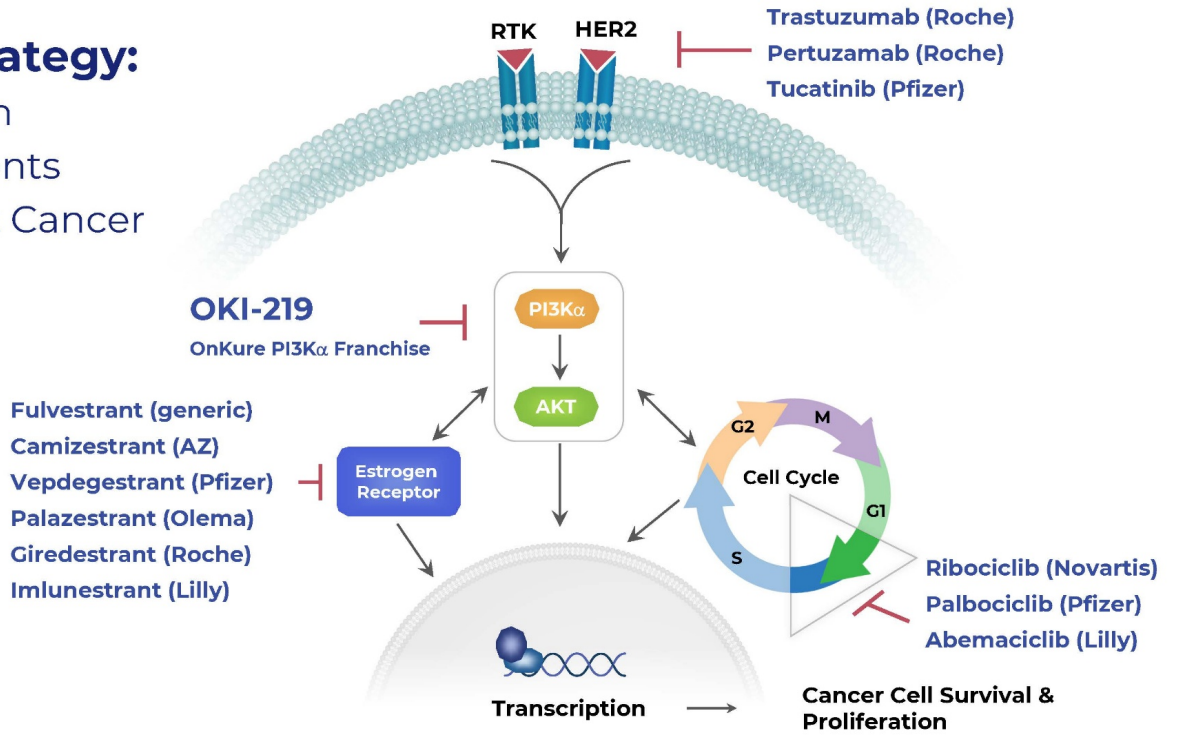 ategy:
n
nts
Cancer
RTK
HER2
Trastuzumab (Roche)
Pertuzamab (Roche)
Tucatinib (Pfizer)
OKI-219
OnKure PI3Kα Franchise
PI3Kα
AKT
Fulvestrant (generic)
Camizestrant (AZ)
Vepdegestrant (Pfizer)
Palazestrant (Olema)
Giredestrant (Roche)
Imlunestrant (Lilly)
Estrogen
Receptor
G2
M
Cell Cycle
G1
S
Ribociclib (Novartis)
Palbociclib (Pfizer)
Abemaciclib (Lilly)
Transcription
Cancer Cell Survival &
Proliferation